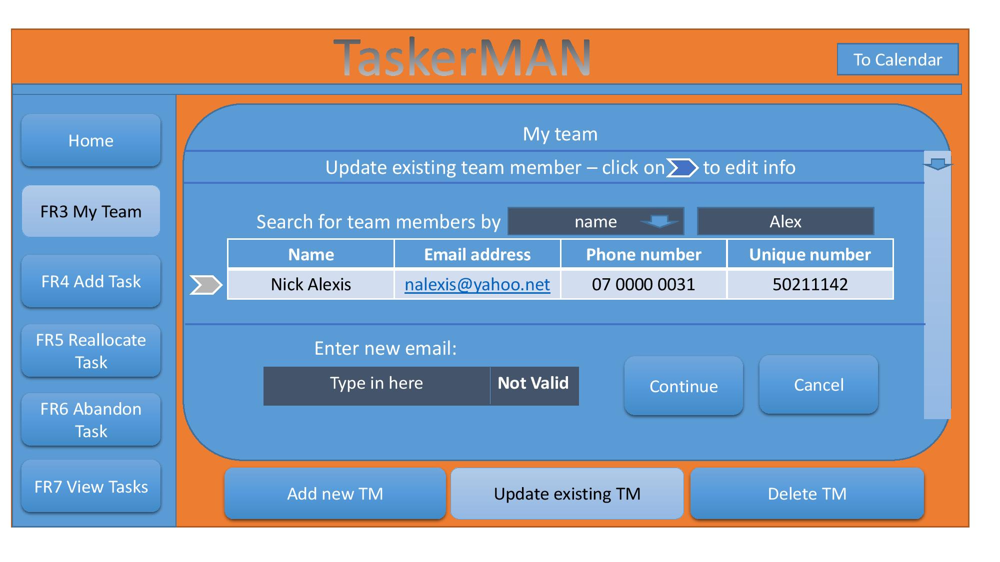 TaskerMAN
To Calendar
Home
FR3 My Team
FR4 Add Task
FR5 Reallocate
Task
FR6 Abandon
Task
FR7 View Tasks
My team
Update existing team member – click on to edit info
Search for team members by name Alex
Name Email address Phone number Unique number
Nick Alexis nalexis@yahoo.net 07 0000 0031 50211142
Enter new email:
Type in here Not Valid
Continue Cancel
Add new TM Update existing TM Delete TM